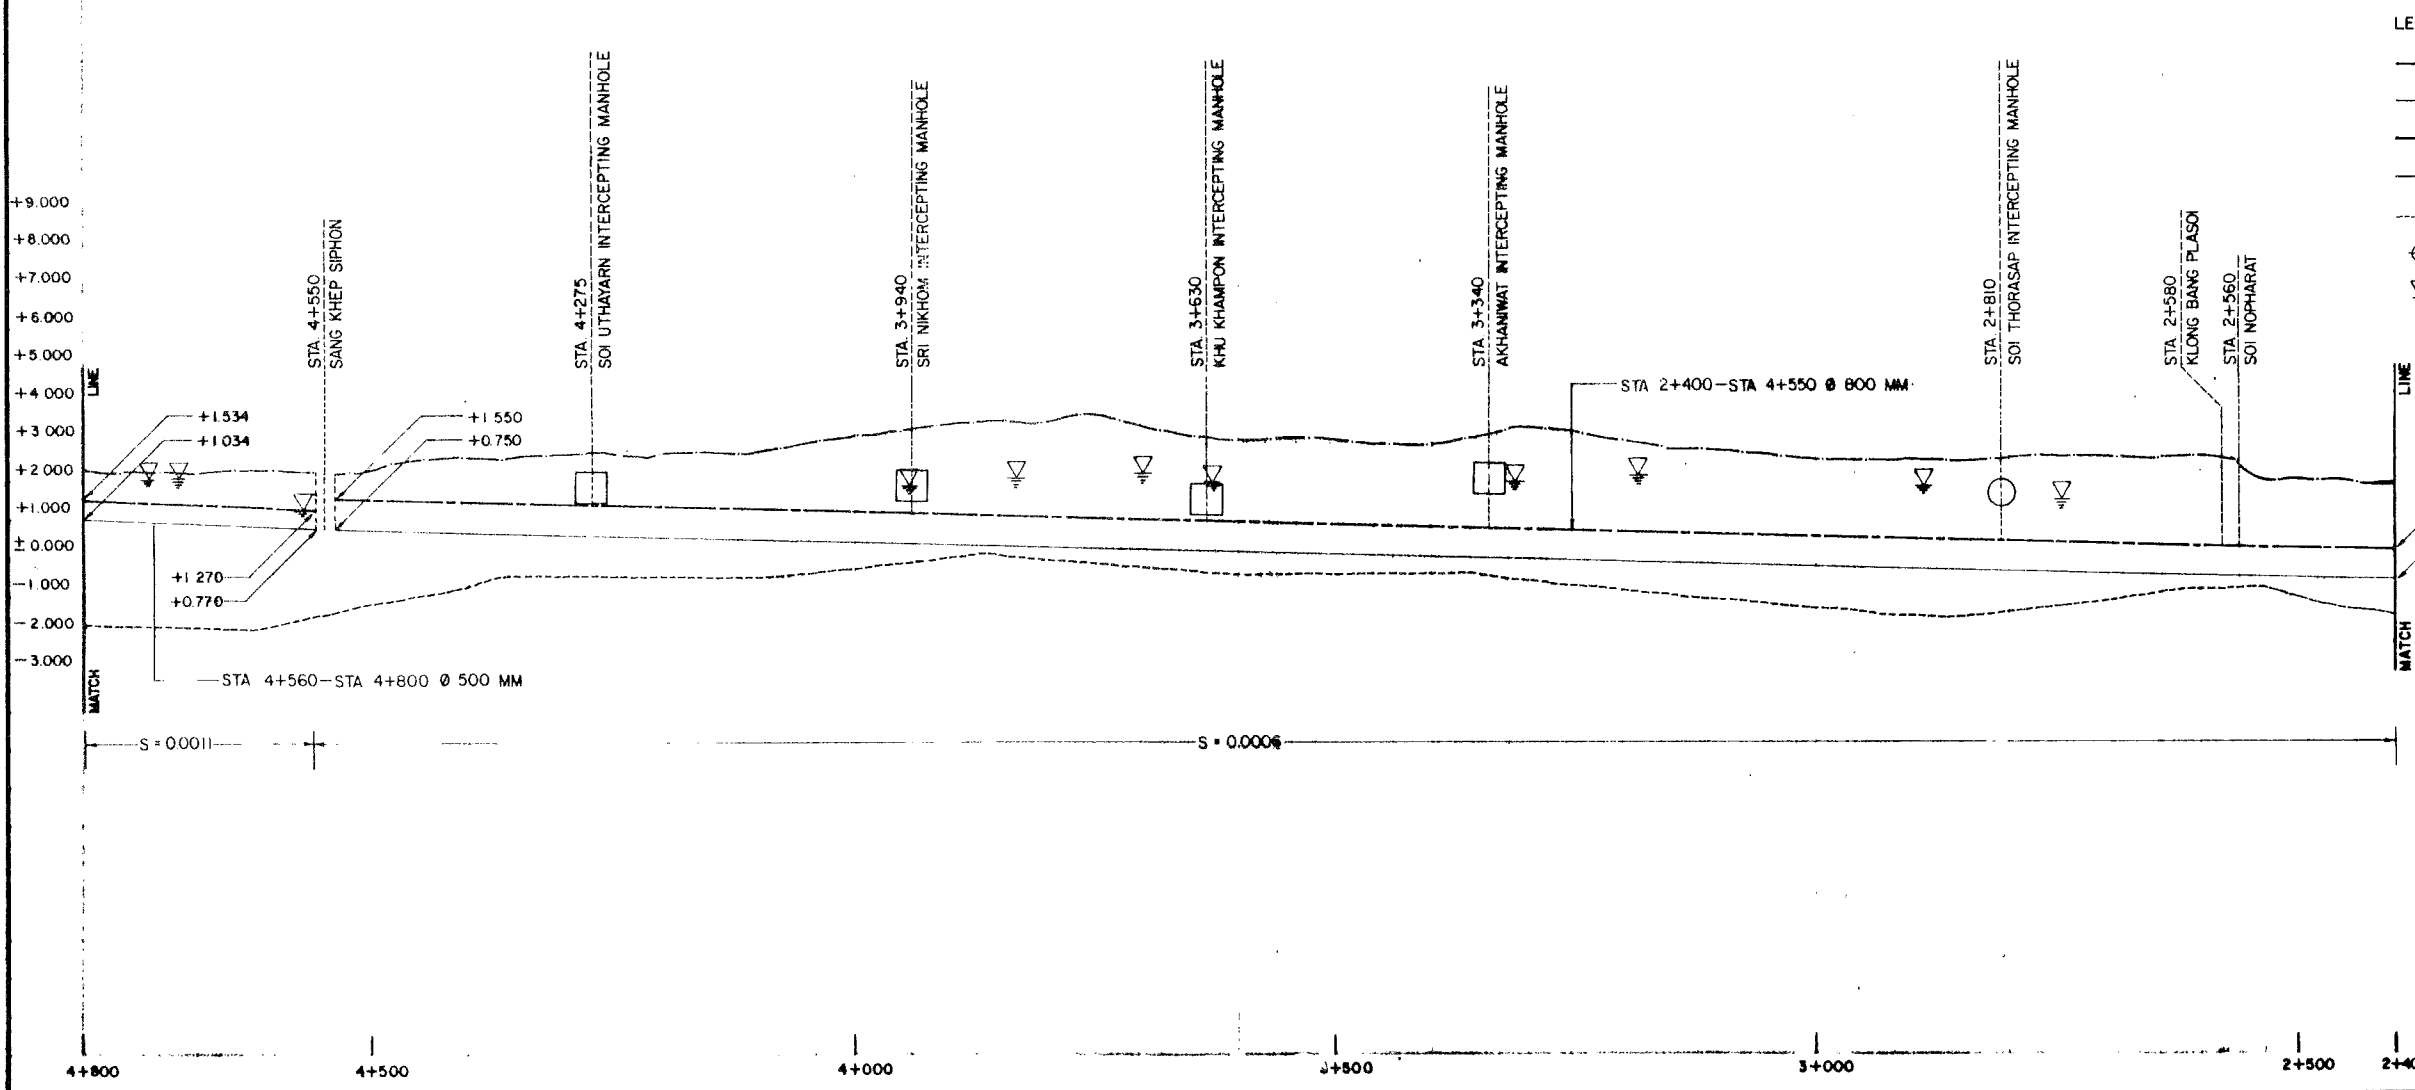 LE
+9.000
+8.000
+7.000
+6.000
+5.000
+4 000
+3 000
+2 000
+1.000
± 0.000
-1.000
-2.000
-3.000
LINE
MATCH
STA. 4+550
SANG KHEP SIPHON
STA. 4+275
SOI UTHAYARN INTERCEPTING MANHOLE
STA. 3+940
SRI NIKHOM INTERCEPTING MANHOLE
STA. 3+630
KHU KHAMPON INTERCEPTING MANHOLE
STA. 3+340
AKHANIWAT INTERCEPTING MANHOLE
STA 2+810
SOI THORASAP INTERCEPTING MANHOLE
STA 2+580
KLONG BANG PLASOI
STA. 2+560
SOI NOPHARAT
LINE
MATCH
+1.534
+1.034
+1 550
+0.750
+1 270
+0.770
STA 2+400-STA 4+550 Ø 800 MM
STA 4+560-STA 4+800 Ø 500 MM
S = 0.0011
S = 0.0006
4+800
4+500
4+000
3+500
3+000
2+500
2+40